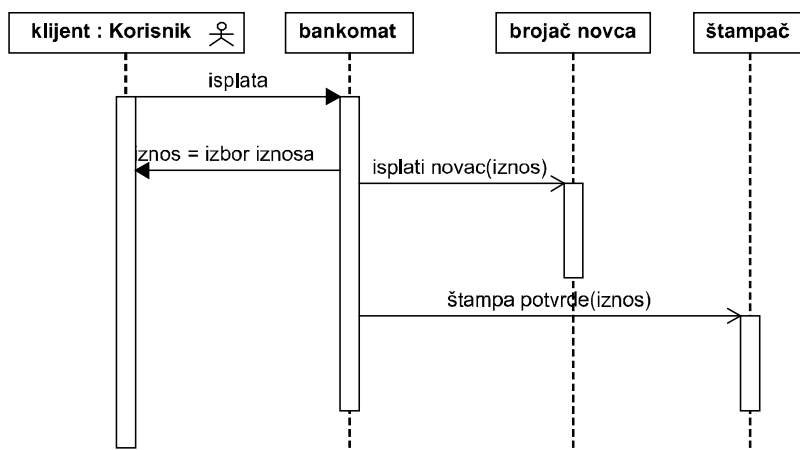 klijent : Korisnik
bankomat
brojač novca
štampač
isplata
iznos = izbor iznosa
isplati novac(iznos)
štampa potvrde(iznos)